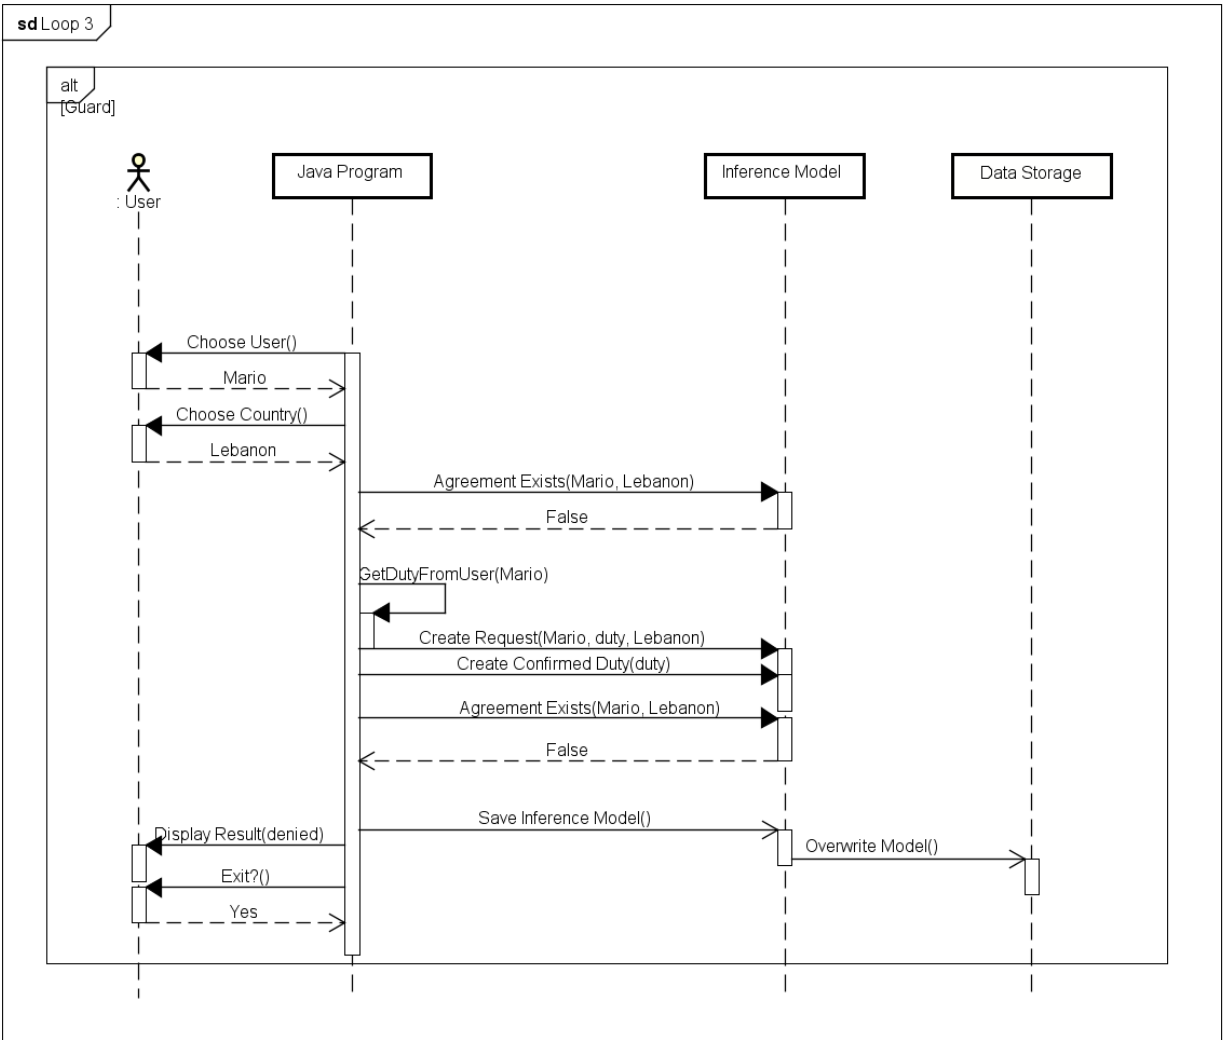 sd Loop 3
alt
[Guard]
: User
Java Program
Inference Model
Data Storage
Choose User()
Mario
Choose Country()
Lebanon
Agreement Exists(Mario, Lebanon)
False
GetDutyFromUser(Mario)
Create Request(Mario, duty, Lebanon)
Create Confirmed Duty(duty)
Agreement Exists(Mario, Lebanon)
False
Save Inference Model()
Display Result(denied)
Overwrite Model()
Exit?()
Yes